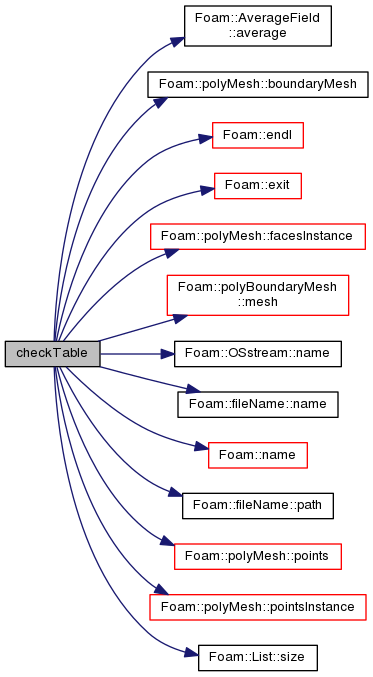 Foam::AverageField
::average
Foam::polyMesh::boundaryMesh
Foam::endl
Foam::exit
Foam::polyMesh::facesInstance
Foam::polyBoundaryMesh
::mesh
checkTable
Foam::OSstream::name
Foam::fileName::name
Foam::name
Foam::fileName::path
Foam::polyMesh::points
Foam::polyMesh::pointsInstance
Foam::List::size